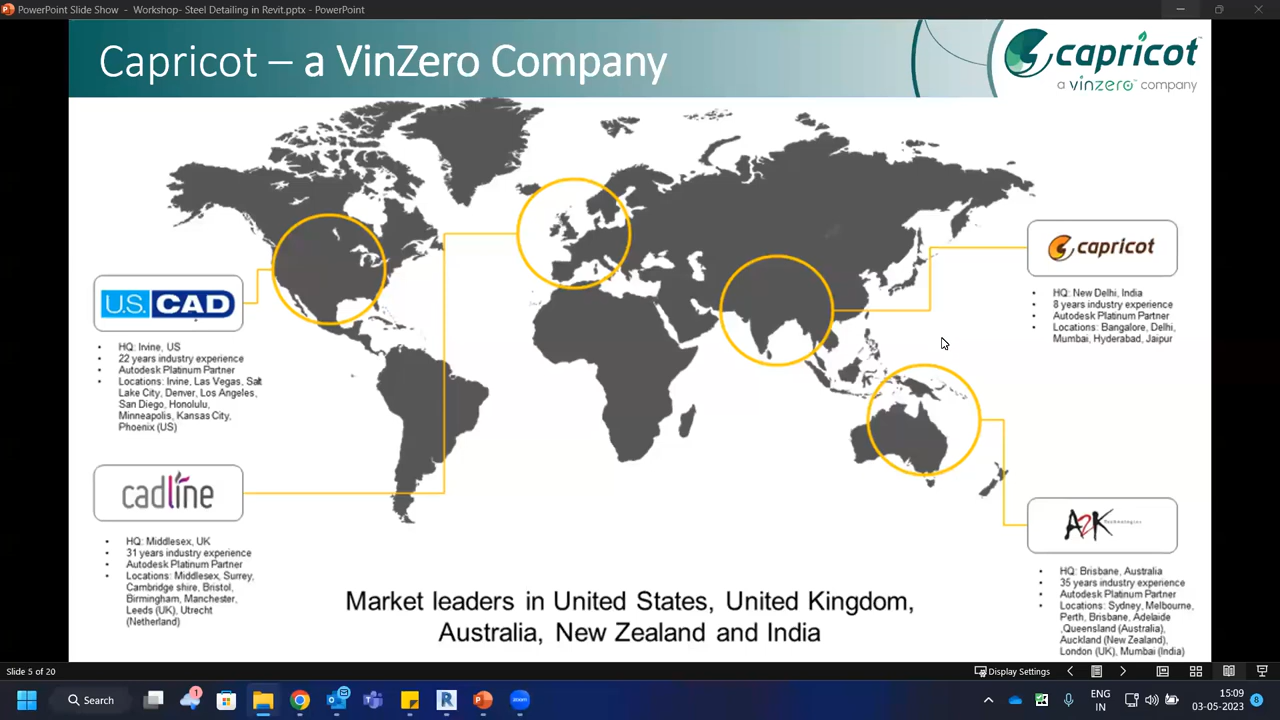 PowerPoint Slide Show - Workshop- Steel Detailing in Revit.pptx - PowerPoint
Capricot – a VinZero Company
capricot
a vinzero company
U.S. CAD
• HQ: Irvine, US
• 22 years industry experience
• Autodesk Platinum Partner
• Locations: Irvine, Las Vegas, Salt
Lake City, Denver, Los Angeles,
San Diego, Honolulu,
Minneapolis, Kansas City,
Phoenix (US)
cadline
• HQ: Middlesex, UK
• 31 years industry experience
• Autodesk Platinum Partner
• Locations: Middlesex, Surrey,
Cambridge shire, Bristol,
Birmingham, Manchester,
Leeds (UK), Utrecht
(Netherland)
capricot
• HQ: New Delhi, India
• 8 years industry experience
• Autodesk Platinum Partner
• Locations: Bangalore, Delhi,
Mumbai, Hyderabad, Jaipur
A2K Technologies
• HQ: Brisbane, Australia
• 35 years industry experience
• Autodesk Platinum Partner
• Locations: Sydney, Melbourne,
Perth, Brisbane, Adelaide
,Queensland (Australia),
Auckland (New Zealand),
London (UK), Mumbai (India)
Market leaders in United States, United Kingdom,
Australia, New Zealand and India
Slide 5 of 20
Display Settings
Search
1
R
zoom
ENG
IN
15:09
03-05-2023
8